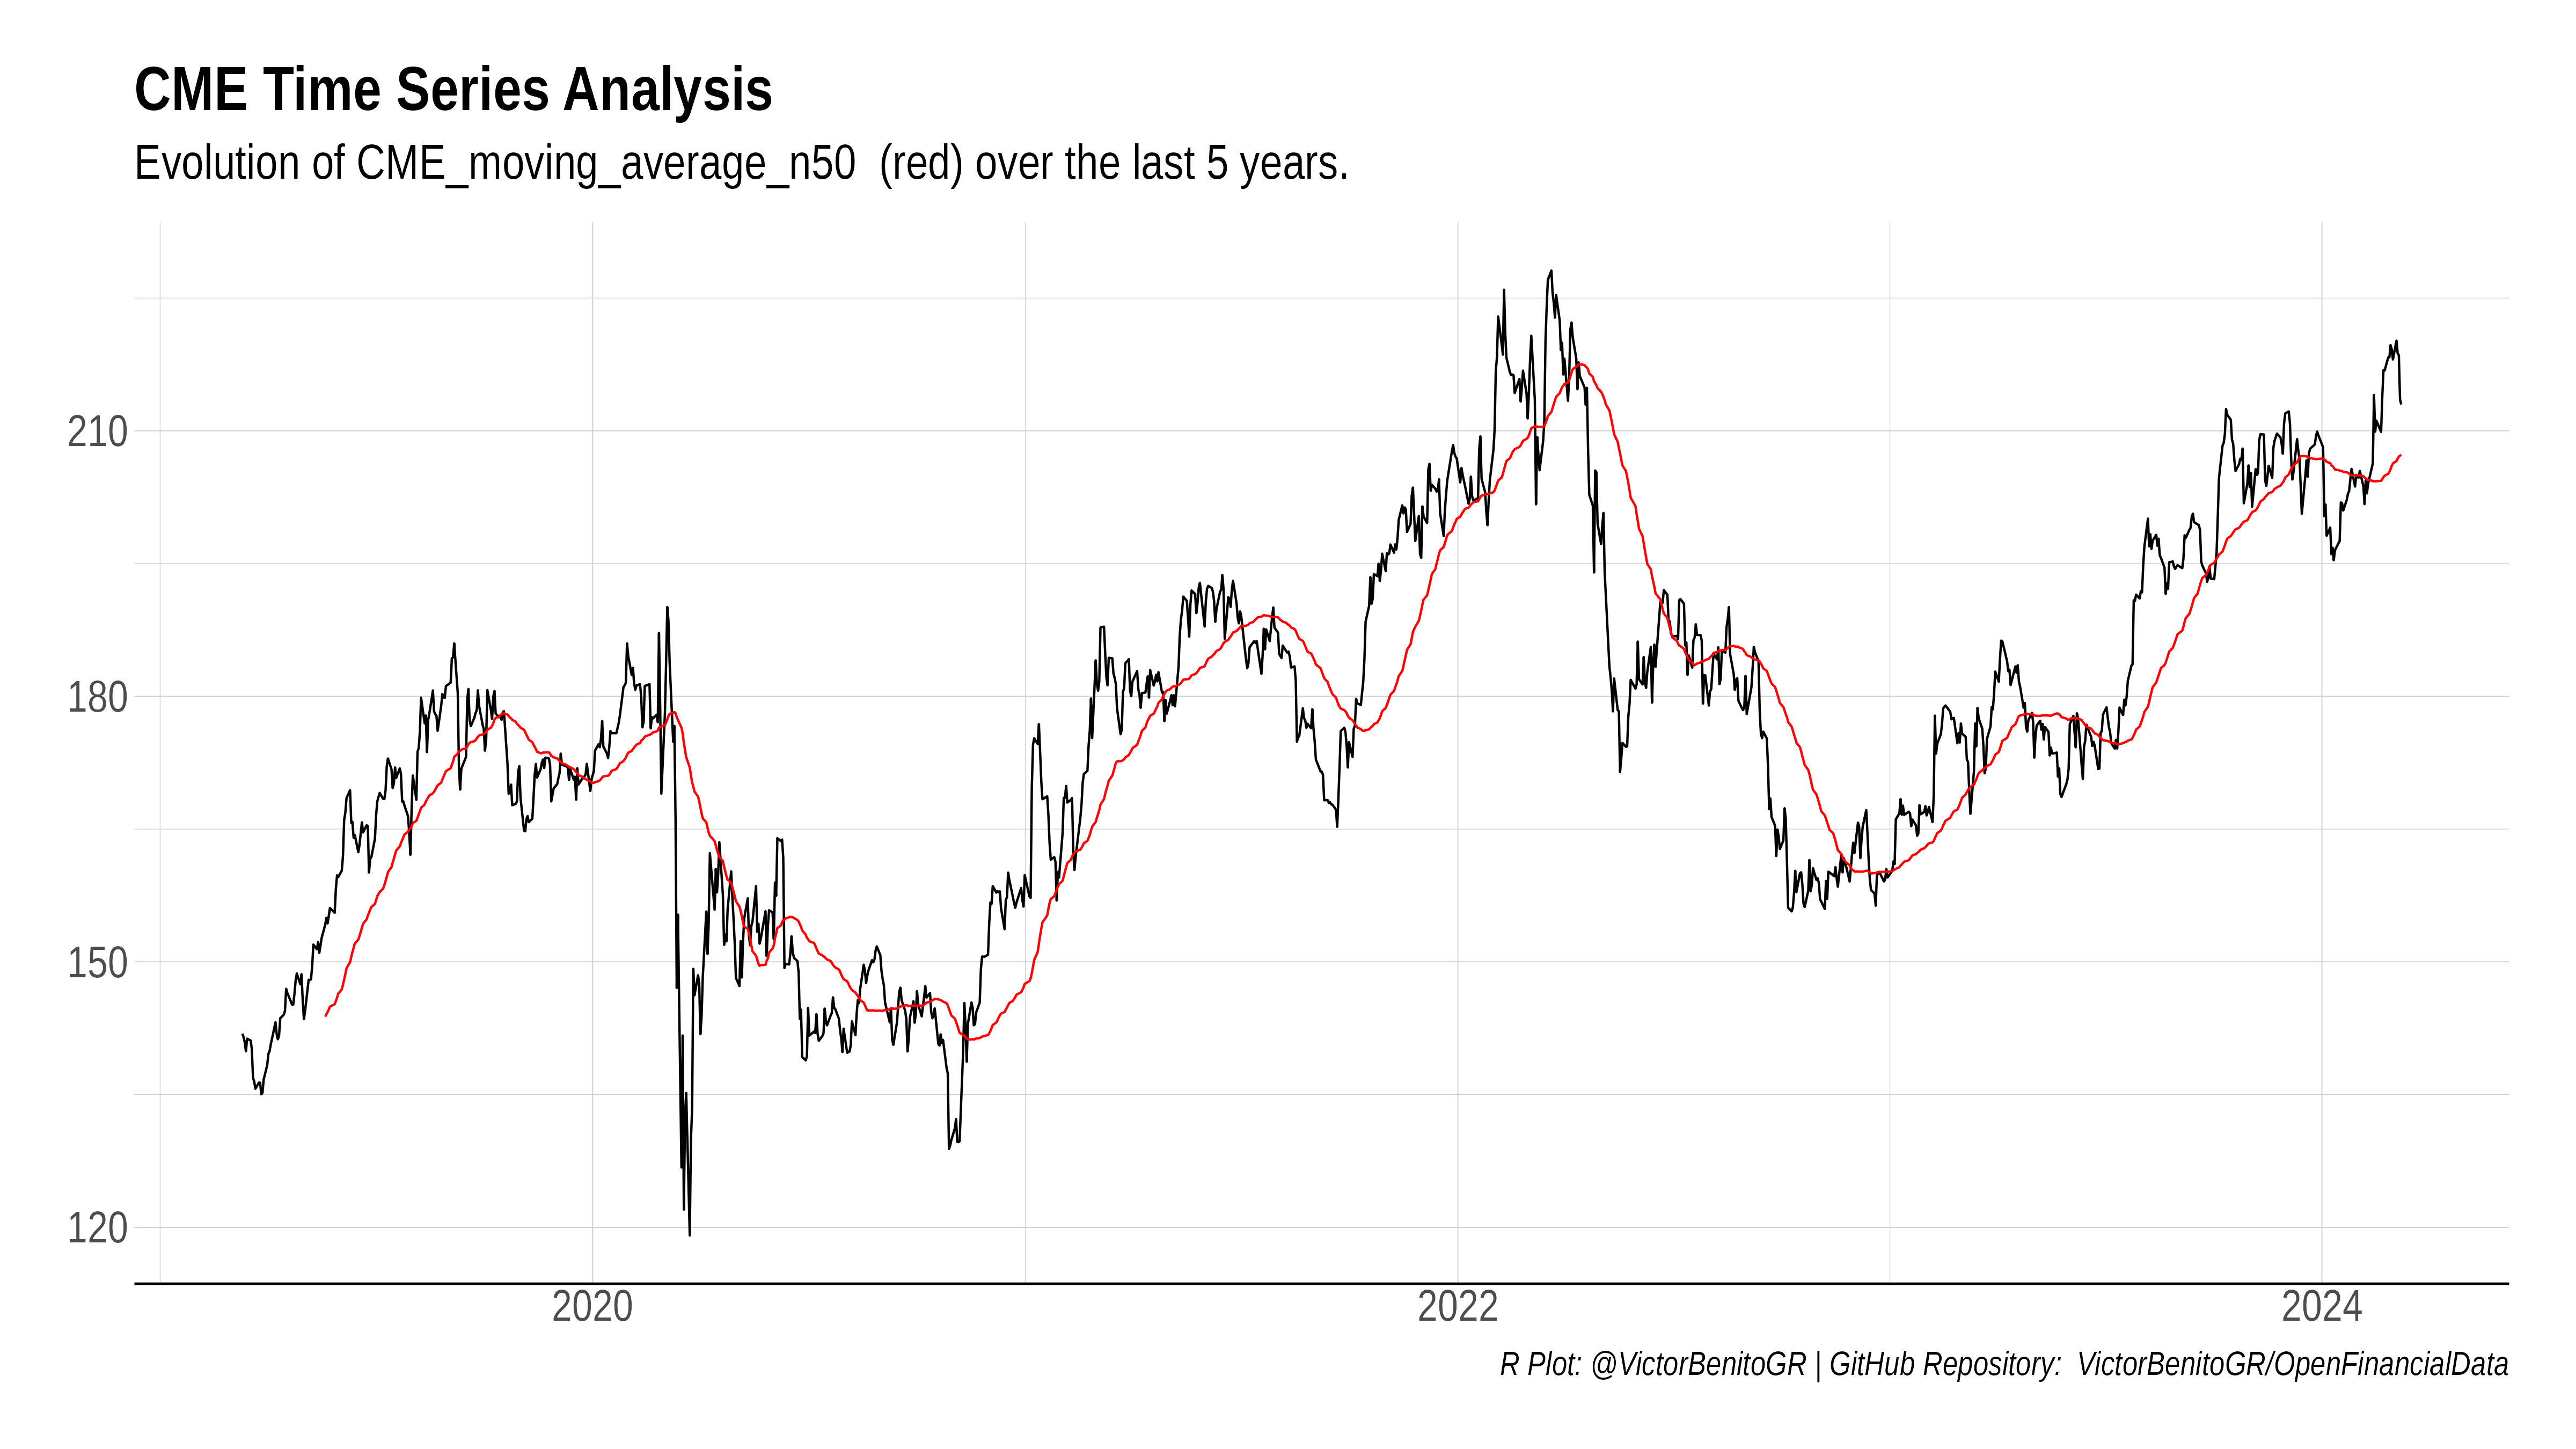 CME Time Series Analysis
Evolution of CME_moving_average_n50  (red) over the last 5 years.
210
180
150
120
2020 2022 2024
R Plot: @VictorBenitoGR | GitHub Repository:  VictorBenitoGR/OpenFinancialData